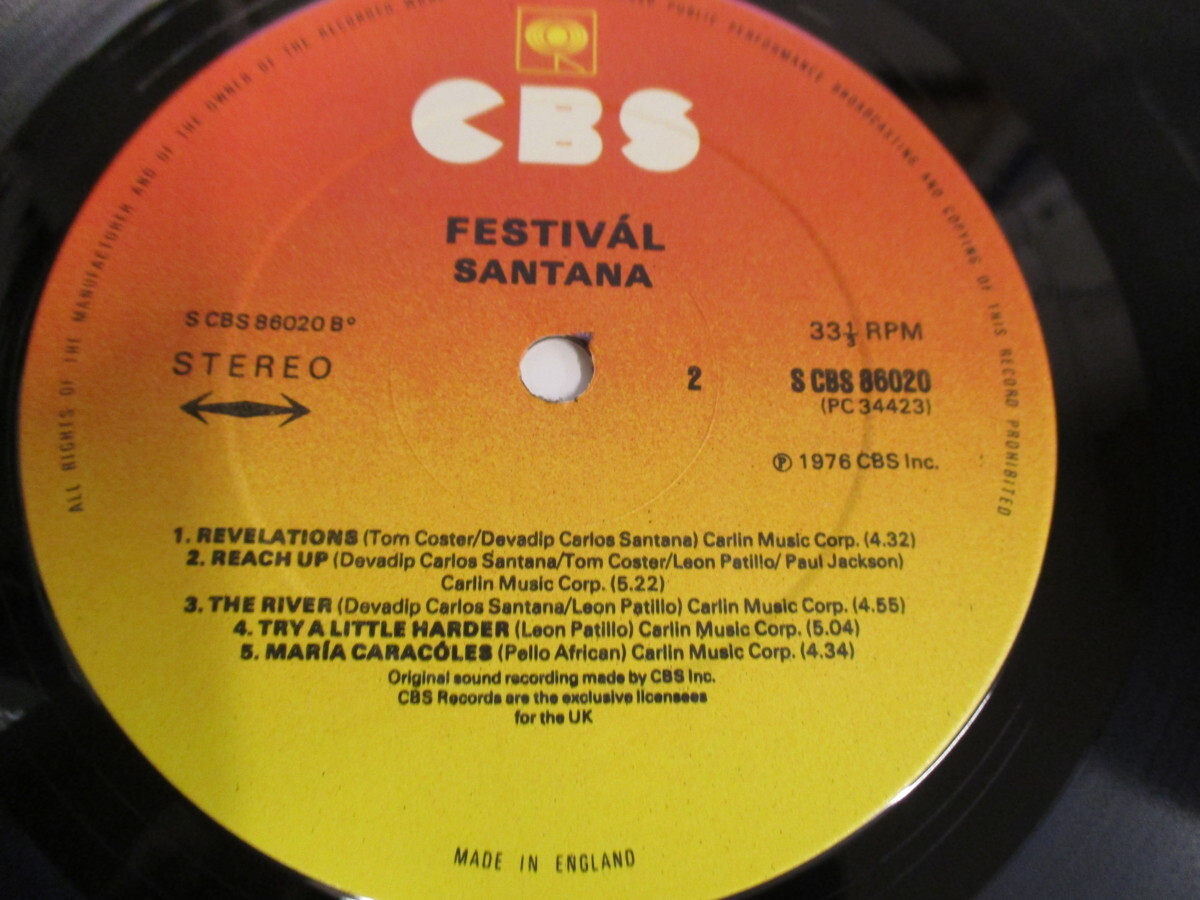 ALL RIGHTS OF THE MANUFACTURER AND OF THE OWNER OF THE RECORDED
PUBLIC PERFORMANCE BROADCASTING AND COPYING OF THIS RECORD PROHIBITED
CBS
FESTIVÁL
SANTANA
S CBS 86020 B°
STEREO
33⅓ RPM
2
S CBS 86020
(PC 34423)
℗ 1976 CBS Inc.
1. REVELATIONS (Tom Coster/Devadip Carlos Santana) Carlin Music Corp. (4.32)
2. REACH UP (Devadip Carlos Santana/Tom Coster/Leon Patillo/ Paul Jackson)
Carlin Music Corp. (5.22)
3. THE RIVER (Devadip Carlos Santana/Leon Patillo) Carlin Music Corp. (4.55)
4. TRY A LITTLE HARDER (Leon Patillo) Carlin Music Corp. (5.04)
5. MARÍA CARACÓLES (Pello African) Carlin Music Corp. (4.34)
Original sound recording made by CBS Inc.
CBS Records are the exclusive licensees
for the UK
MADE IN ENGLAND